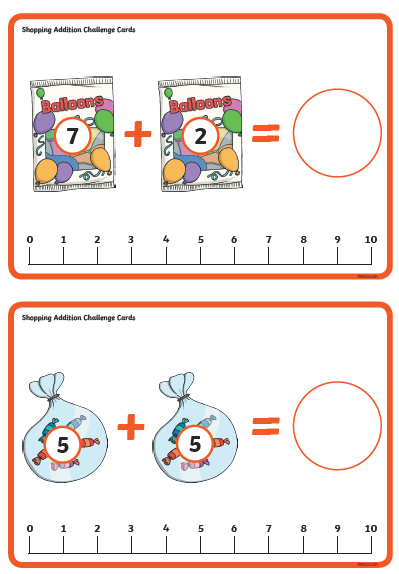 Shopping Addition Challenge Cards
Balloons Balloons
7 + 2 =
0 1 2 3 4 5 6 7 8 9 10
Shopping Addition Challenge Cards
5 + 5 =
0 1 2 3 4 5 6 7 8 9 10